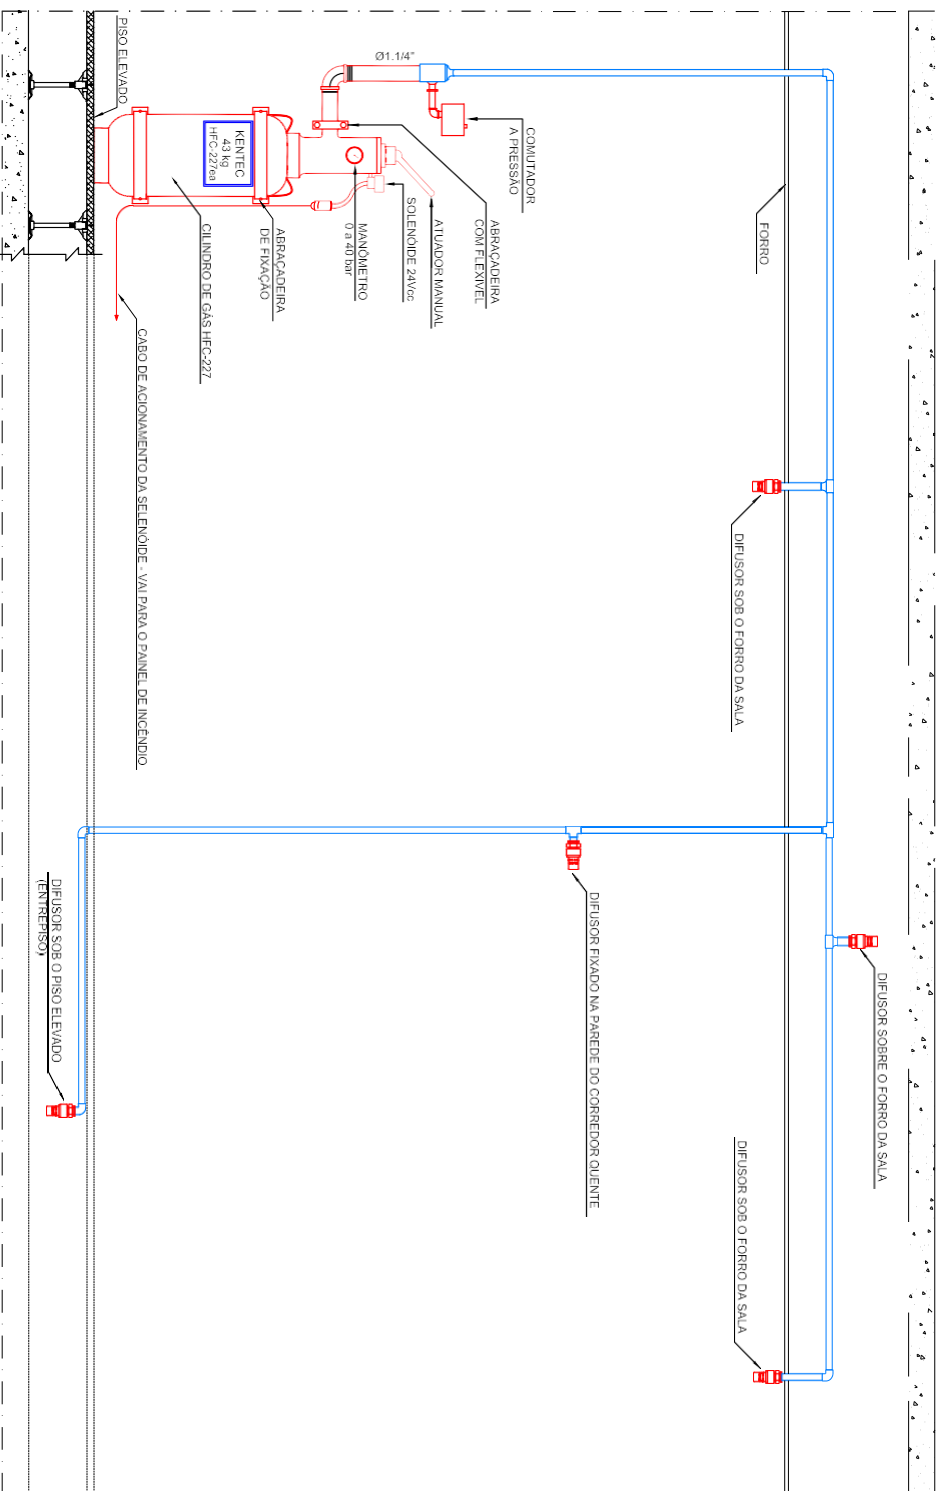 PISO ELEVADO
Ø1.1/4"
COMUTADOR
A PRESSÃO
ABRAÇADEIRA
COM FLEXIVEL
ATUADOR MANUAL
SOLENÓIDE 24Vcc
MANÔMETRO
0 a 40 bar
ABRAÇADEIRA
DE FIXAÇÃO
KENTEC
43 kg
HFC-227ea
CILINDRO DE GÁS HFC-227
CABO DE ACIONAMENTO DA SELENÓIDE - VAI PARA O PAINEL DE INCÊNDIO
FORRO
DIFUSOR SOB O FORRO DA SALA
DIFUSOR SOBRE O FORRO DA SALA
DIFUSOR FIXADO NA PAREDE DO CORREDOR QUENTE
DIFUSOR SOB O PISO ELEVADO
(ENTREPISO)
DIFUSOR SOB O FORRO DA SALA